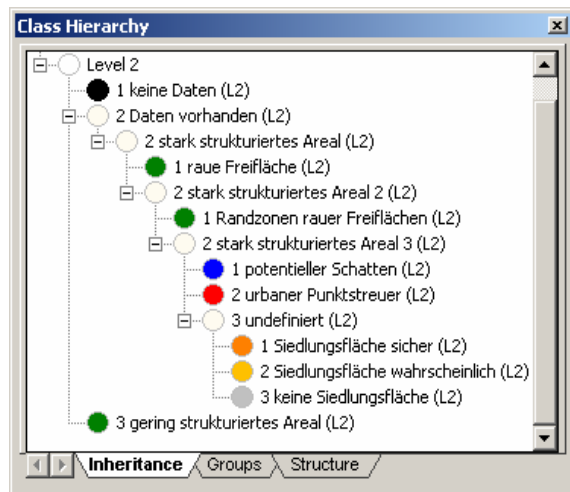 Class Hierarchy
Level 2
1 keine Daten (L2)
2 Daten vorhanden (L2)
2 stark strukturiertes Areal (L2)
1 raue Freifläche (L2)
2 stark strukturiertes Areal 2 (L2)
1 Randzonen rauer Freiflächen (L2)
2 stark strukturiertes Areal 3 (L2)
1 potentieller Schatten (L2)
2 urbaner Punktstreuer (L2)
3 undefiniert (L2)
1 Siedlungsfläche sicher (L2)
2 Siedlungsfläche wahrscheinlich (L2)
3 keine Siedlungsfläche (L2)
3 gering strukturiertes Areal (L2)
Inheritance Groups Structure